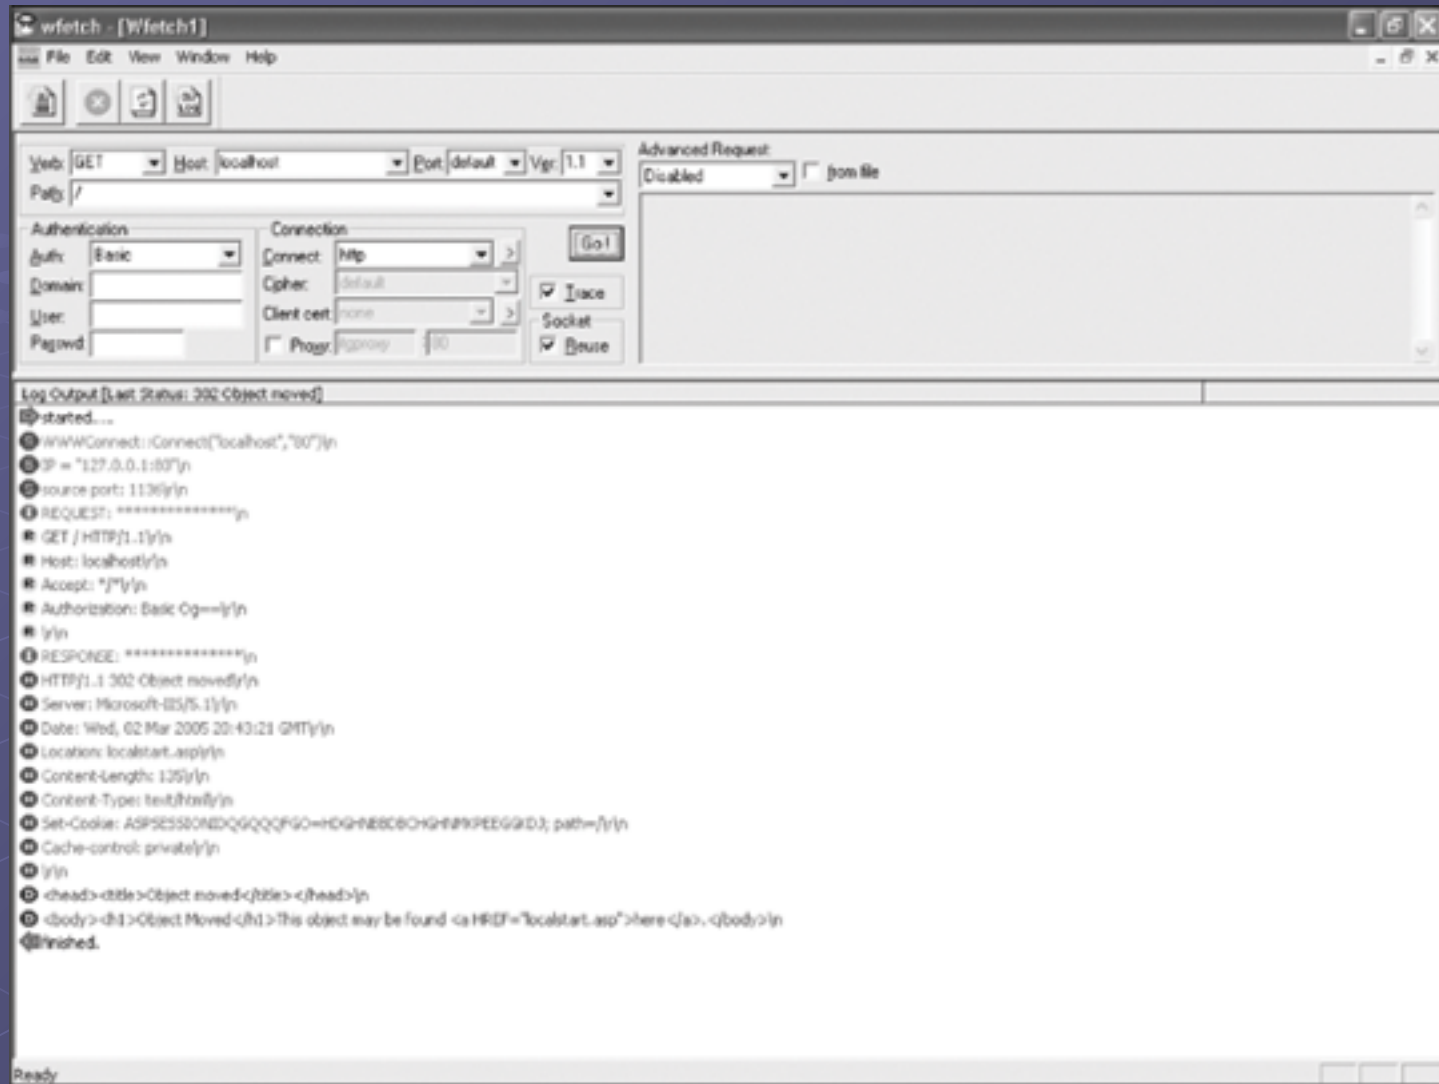 wfetch - [Wfetch1]
File Edit View Window Help
Verb: GET Host: localhost Port: default Ver: 1.1
Path: /
Advanced Request:
Disabled from file
Authentication
Auth: Basic
Domain:
User:
Passwd:
Connection
Connect: http
Cipher: default
Client cert: none
Proxy: itgproxy :80
Go!
Trace
Socket
Reuse
Log Output [Last Status: 302 Object moved]
started....
WWWConnect::Connect("localhost","80")\n
IP = "127.0.0.1:80"\n
source port: 1136\r\n
REQUEST: **************\n
GET / HTTP/1.1\r\n
Host: localhost\r\n
Accept: */*\r\n
Authorization: Basic Og==\r\n
\r\n
RESPONSE: **************\n
HTTP/1.1 302 Object moved\r\n
Server: Microsoft-IIS/5.1\r\n
Date: Wed, 02 Mar 2005 20:43:21 GMT\r\n
Location: localstart.asp\r\n
Content-Length: 135\r\n
Content-Type: text/html\r\n
Set-Cookie: path=/\r\n
Cache-control: private\r\n
\r\n
<head><title>Object moved</title></head>\n
<body><h1>Object Moved</h1>This object may be found <a HREF="localstart.asp">here</a>.</body>\n
finished.
Ready